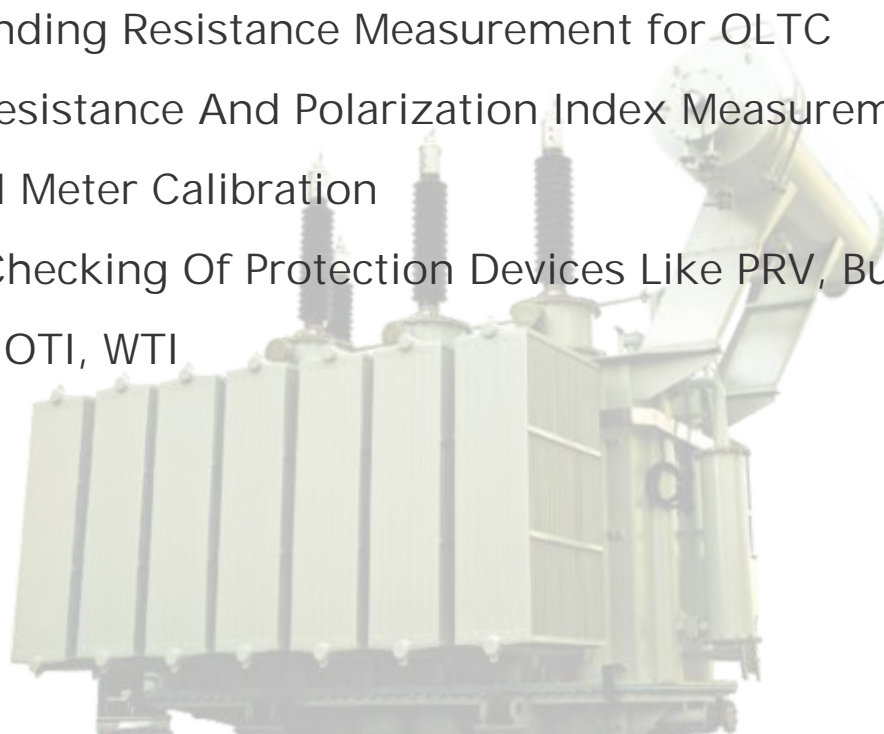 nding Resistance Measurement for OLTC
esistance And Polarization Index Measurem
Meter Calibration
Checking Of Protection Devices Like PRV, Bu
OTI, WTI